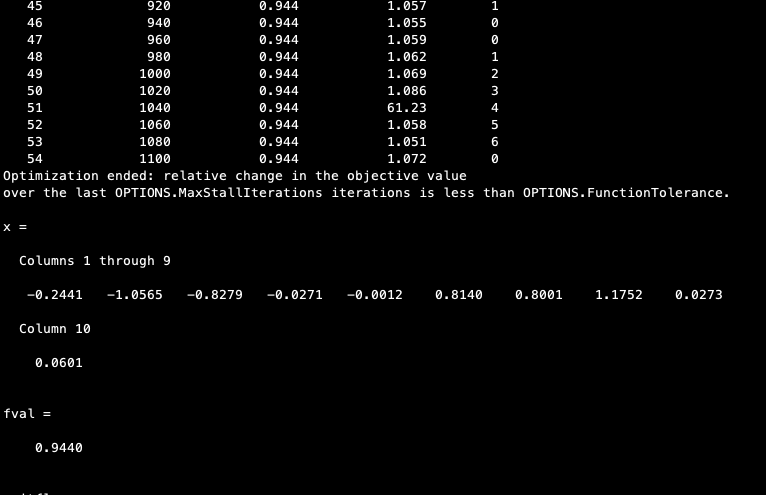 45 920 0.944 1.057 1
46 940 0.944 1.055 0
47 960 0.944 1.059 0
48 980 0.944 1.062 1
49 1000 0.944 1.069 2
50 1020 0.944 1.086 3
51 1040 0.944 61.23 4
52 1060 0.944 1.058 5
53 1080 0.944 1.051 6
54 1100 0.944 1.072 0
Optimization ended: relative change in the objective value
over the last OPTIONS.MaxStallIterations iterations is less than OPTIONS.FunctionTolerance.
x =
Columns 1 through 9
-0.2441 -1.0565 -0.8279 -0.0271 -0.0012 0.8140 0.8001 1.1752 0.0273
Column 10
0.0601
fval =
0.9440